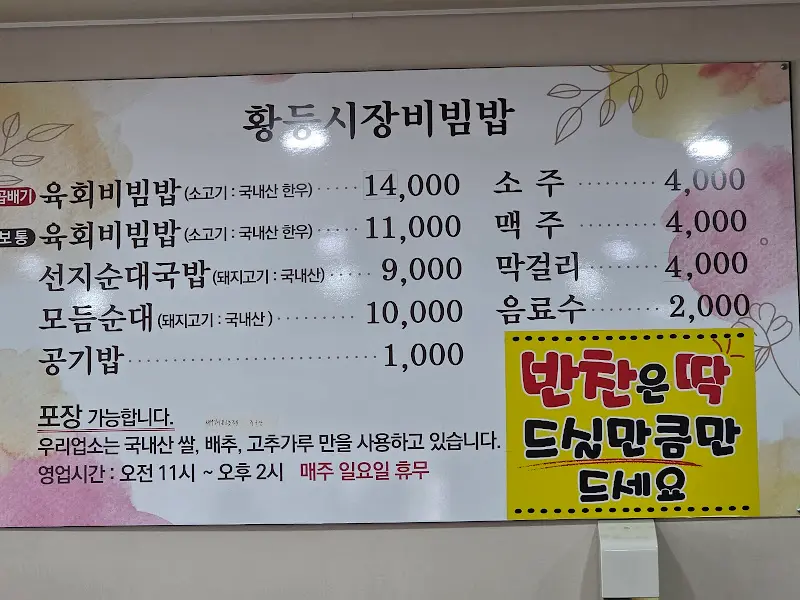 황등시장비빔밥
곱배기 육회비빔밥(소고기 : 국내산 한우) ····· 14,000
보통 육회비빔밥(소고기 : 국내산 한우) ····· 11,000
선지순대국밥(돼지고기 : 국내산) ····· 9,000
모듬순대(돼지고기 : 국내산 ) ·········· 10,000
공기밥 ······························ 1,000
소 주 ········· 4,000
맥 주 ········· 4,000
막걸리 ········ 4,000
음료수 ········ 2,000
포장 가능합니다.
우리업소는 국내산 쌀, 배추, 고추가루 만을 사용하고 있습니다.
영업시간 : 오전 11시 ~ 오후 2시 매주 일요일 휴무
반찬은 딱
드실만큼만
드세요